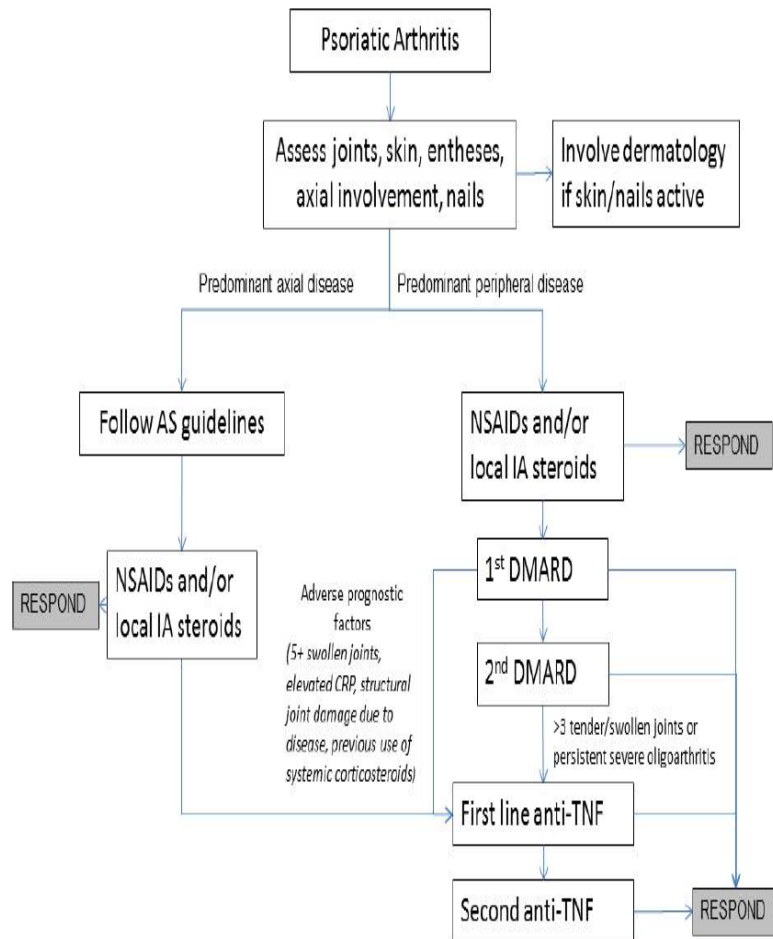 Psoriatic Arthritis
Assess joints, skin, entheses,
axial involvement, nails
Involve dermatology
if skin/nails active
Predominant axial disease
Predominant peripheral disease
Follow AS guidelines
NSAIDs and/or
local IA steroids
RESPOND
NSAIDs and/or
local IA steroids
RESPOND
1st DMARD
Adverse prognostic
factors
(5+ swollen joints,
elevated CRP, structural
joint damage due to
disease, previous use of
systemic corticosteroids)
2nd DMARD
>3 tender/swollen joints or
persistent severe oligoarthritis
First line anti-TNF
Second anti-TNF
RESPOND